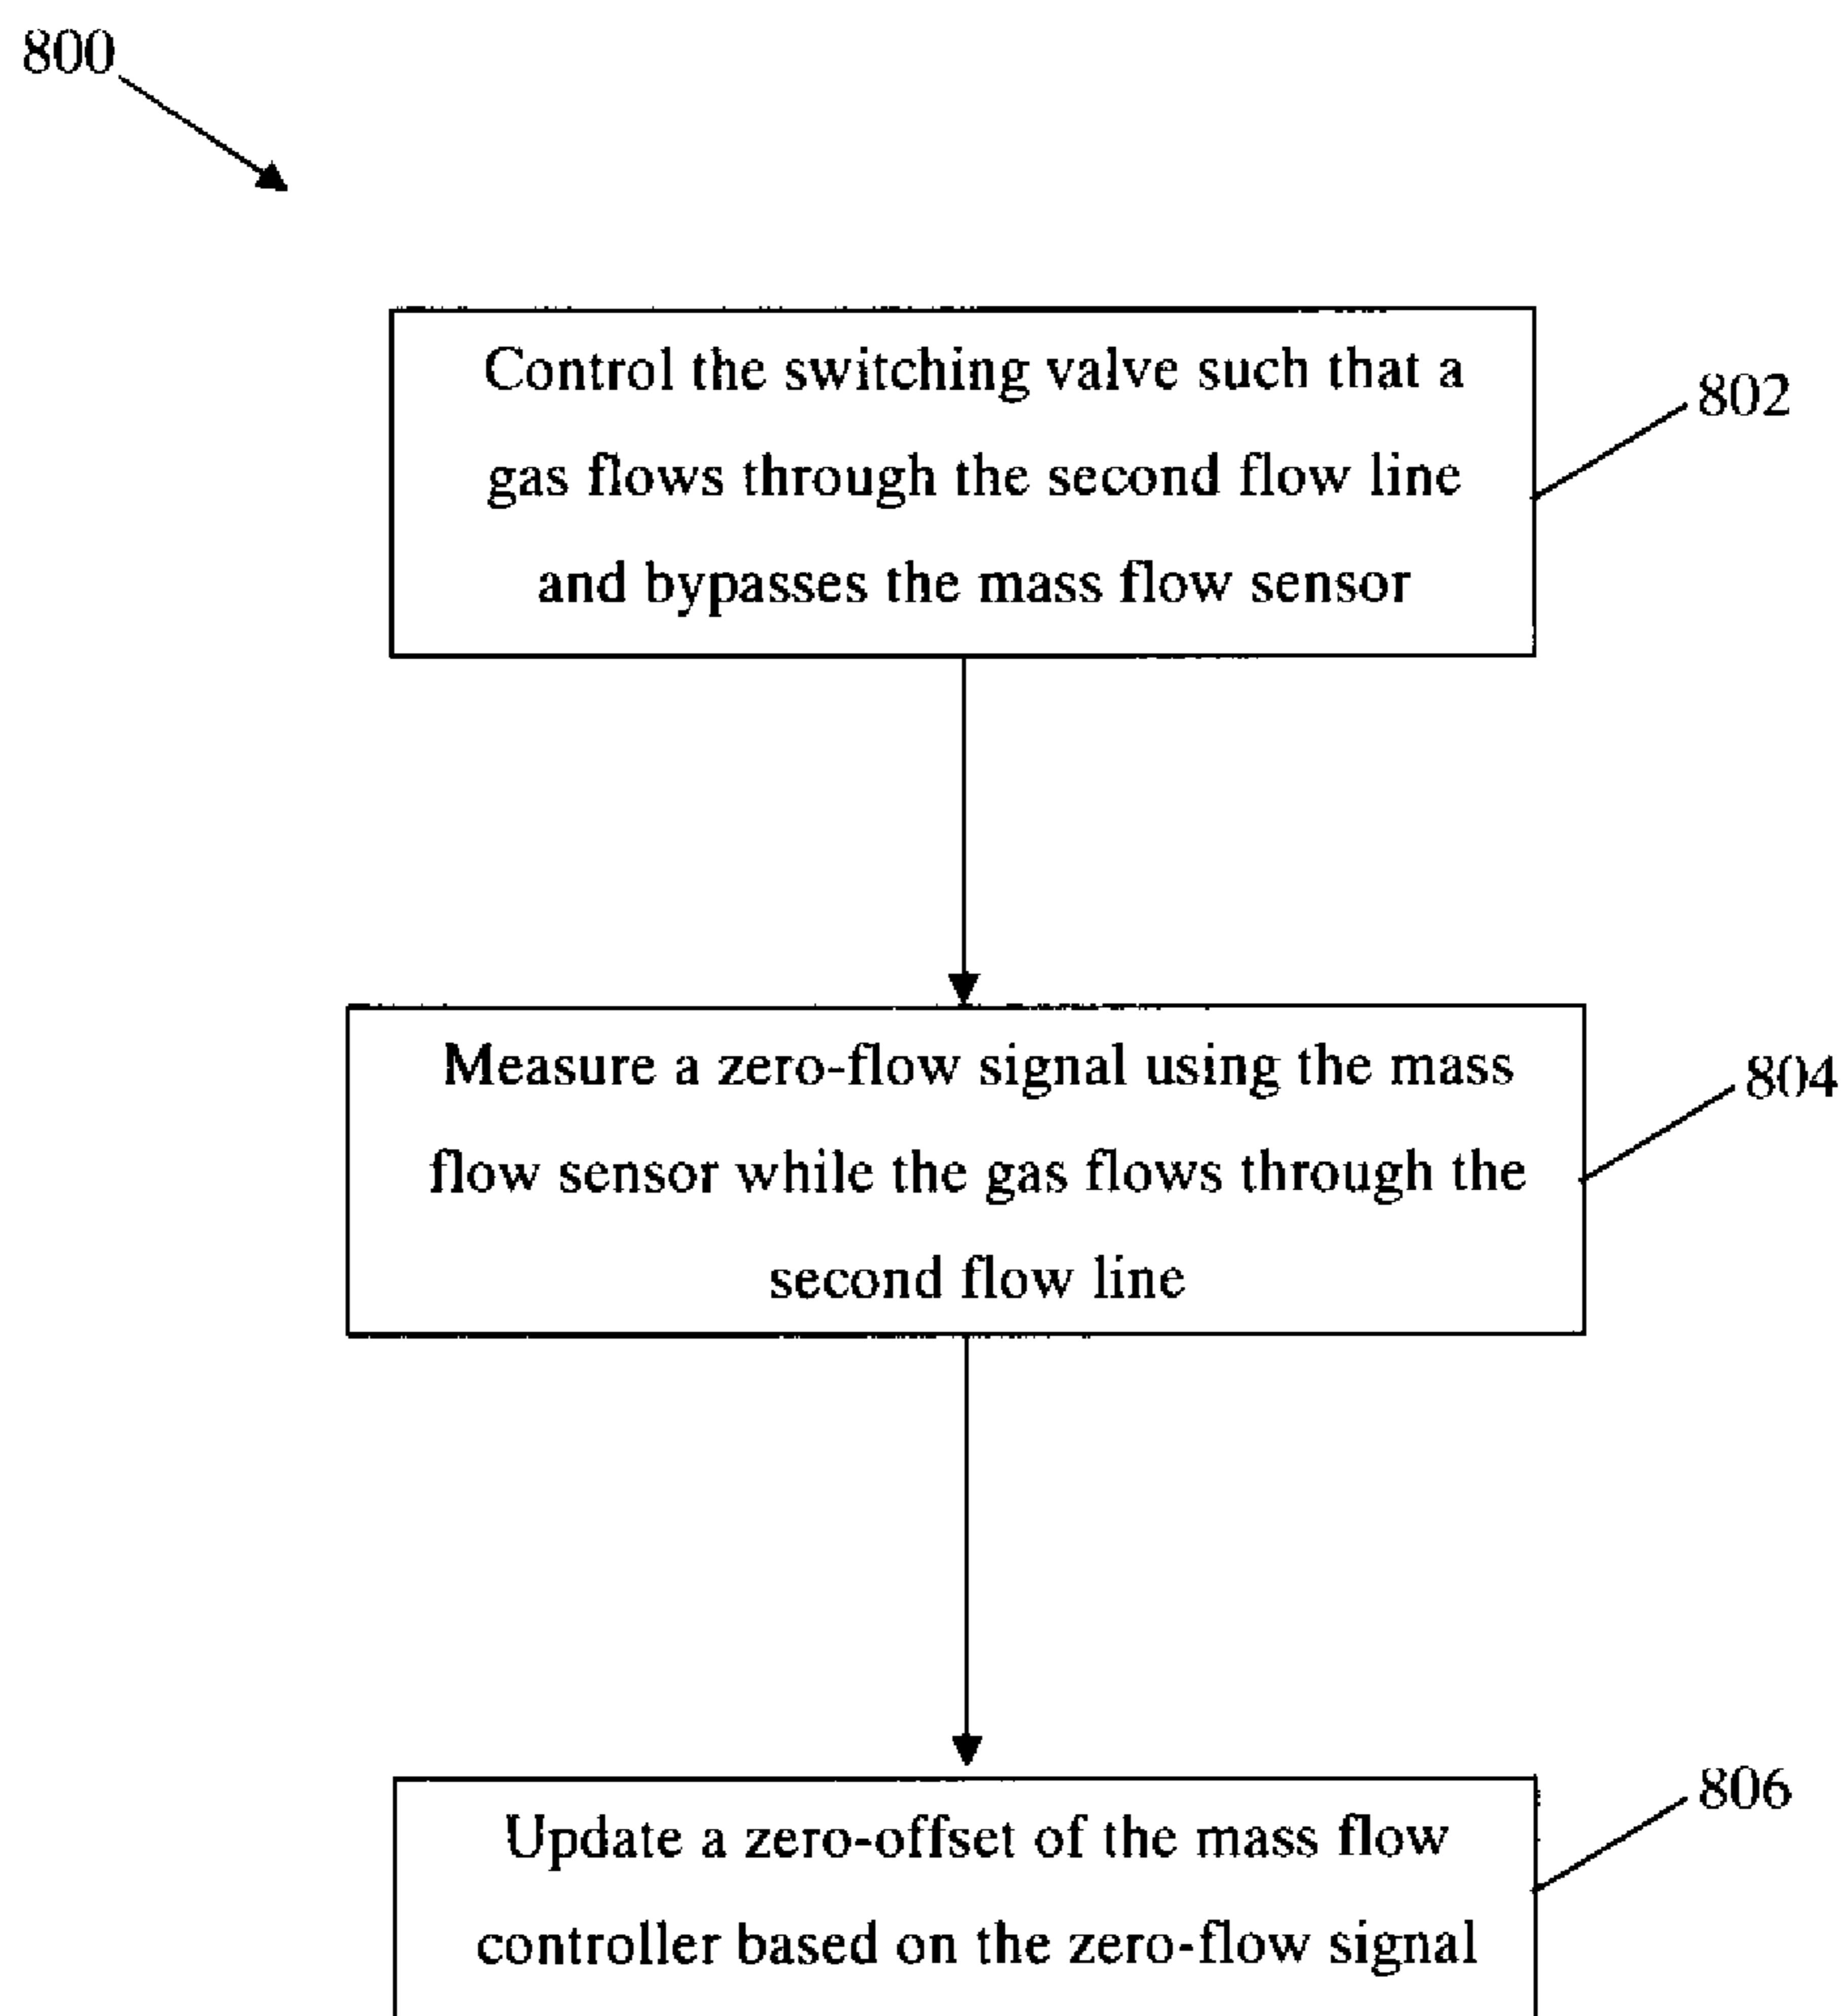 800
Control the switching valve such that a
gas flows through the second flow line
and bypasses the mass flow sensor
802
Measure a zero-flow signal using the mass
flow sensor while the gas flows through the
second flow line
804
Update a zero-offset of the mass flow
controller based on the zero-flow signal
806